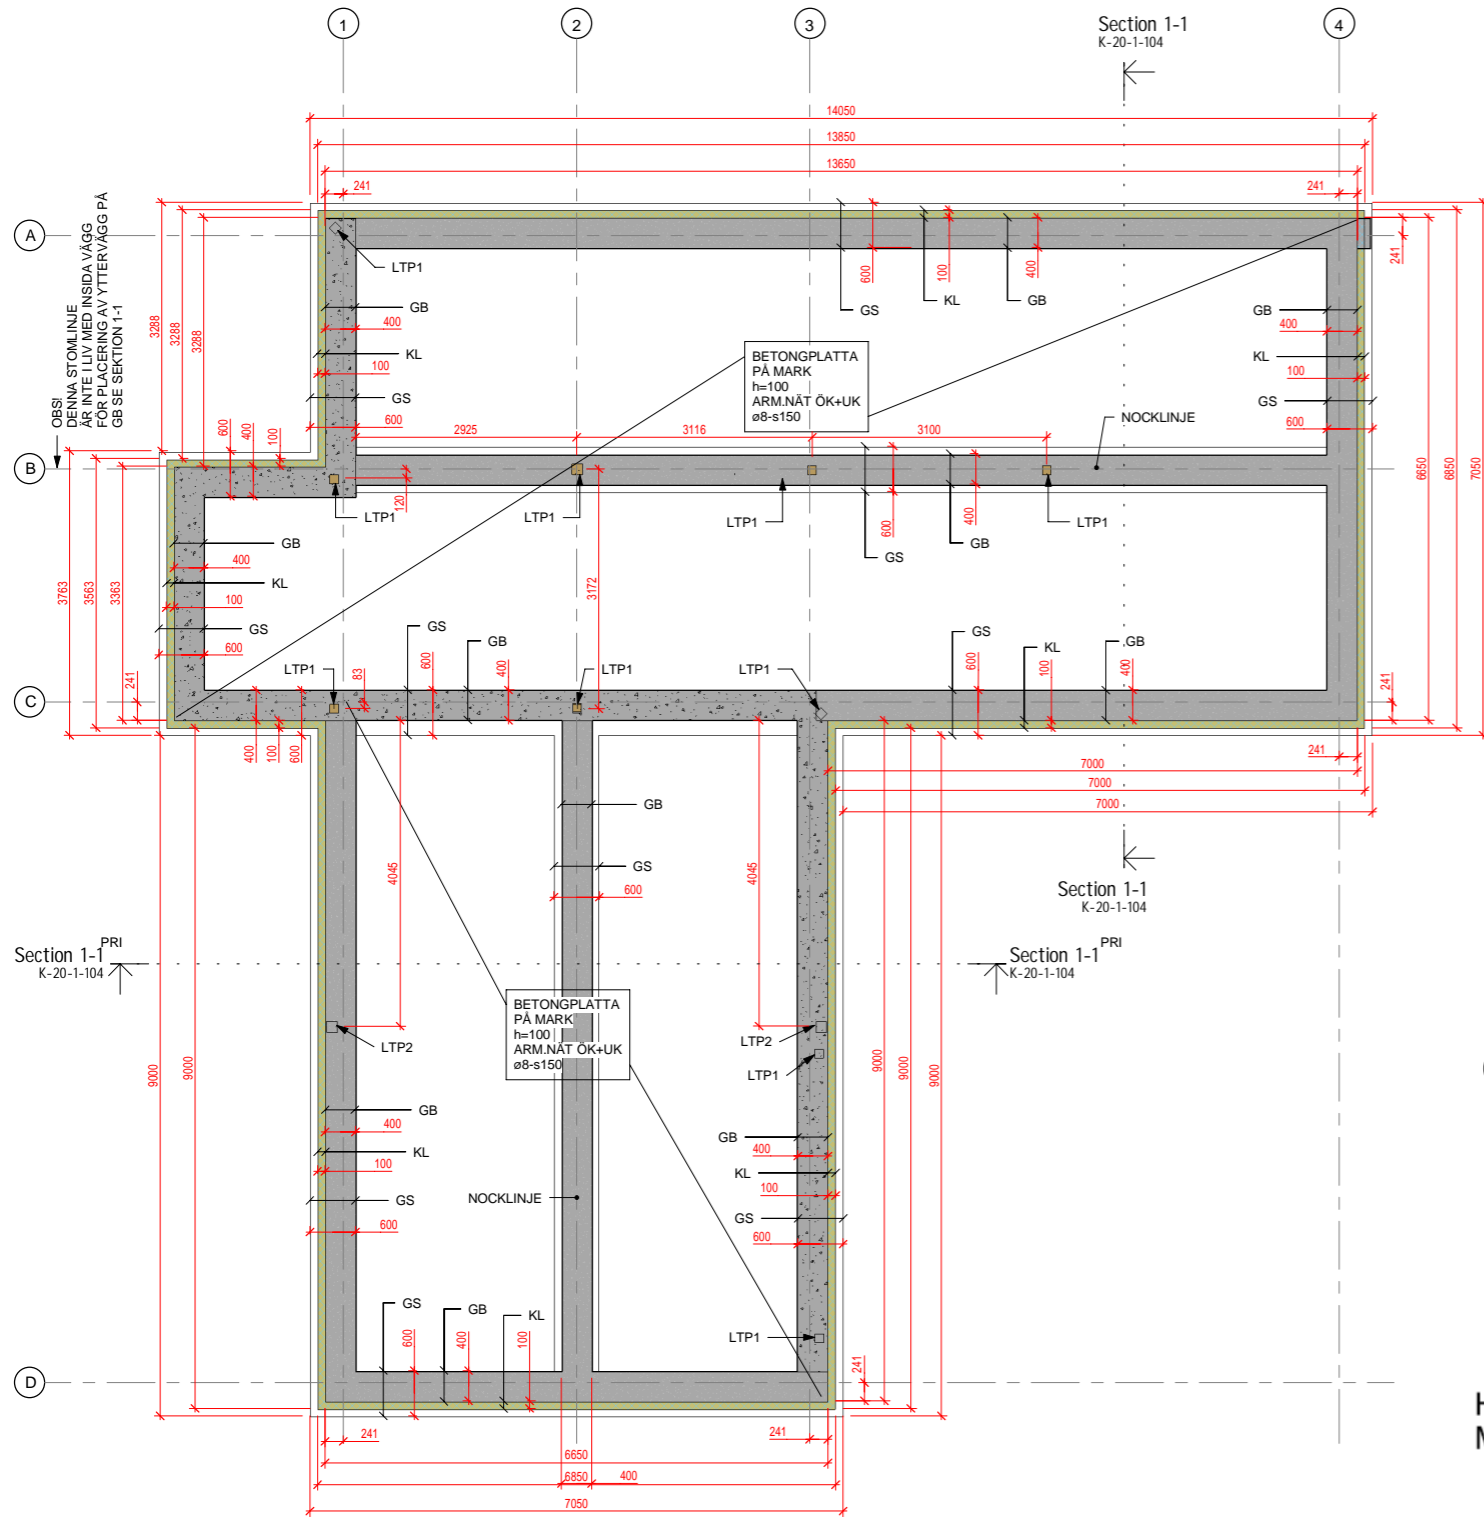 1
2
3
4
Section 1-1
K-20-1-104
14050
13850
13650
241
241
A
OBS!
DENNA STOMLINJE
ÄR INTE I LIV MED INSIDA VÄGG
FÖR PLACERING AV YTTERVÄGG PÅ
GB SE SEKTION 1-1
3288
3288
3288
LTP1
GB
400
KL
100
GS
600
600
100
400
GS
KL
GB
241
GB
400
KL
100
GS
600
BETONGPLATTA
PÅ MARK
h=100
ARM.NÄT ÖK+UK
ø8-s150
2925
3116
3100
NOCKLINJE
600
400
100
B
120
LTP1
LTP1
LTP1
LTP1
600
400
GS
GB
6650
6850
7050
3763
3563
3363
GB
400
KL
100
GS
600
3172
241
C
LTP1
83
GS
600
GB
400
LTP1
LTP1
GS
600
KL
100
GB
400
241
400
100
600
241
7000
7000
7000
GB
GS
600
4045
4045
Section 1-1
K-20-1-104
Section 1-1
PRI
K-20-1-104
Section 1-1
PRI
K-20-1-104
BETONGPLATTA
PÅ MARK
h=100
ARM.NÄT ÖK+UK
ø8-s150
LTP2
LTP2
LTP1
9000
9000
9000
9000
9000
GB
400
KL
100
GS
600
NOCKLINJE
GB
400
KL
100
GS
600
GS
600
GB
400
KL
100
LTP1
241
D
241
241
6650
6850
400
7050